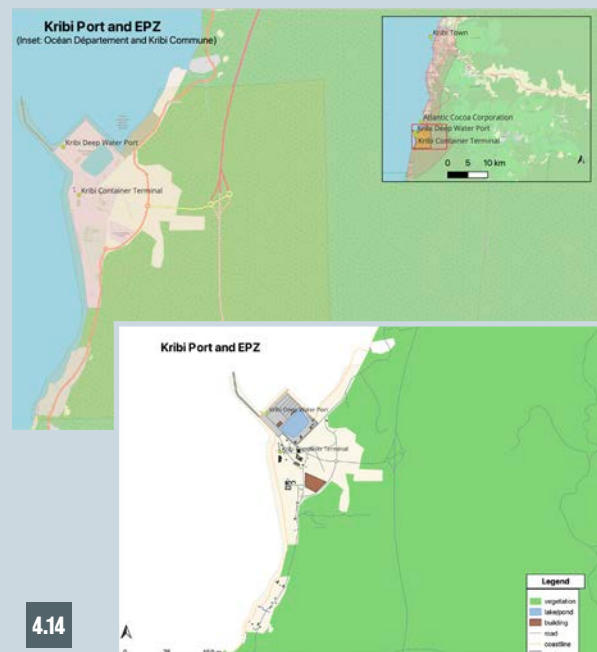 Kribi Port and EPZ
(Inset: Océan Département and Kribi Commune)
Kribi Deep Water Port
Kribi Container Terminal
Kribi Town
Atlantic Cocoa Corporation
Kribi Deep Water Port
Kribi Container Terminal
0 5 10 km
Kribi Port and EPZ
Kribi Deep Water Port
Terminal
Legend
vegetation
lake/pond
building
road
coastline
4.14